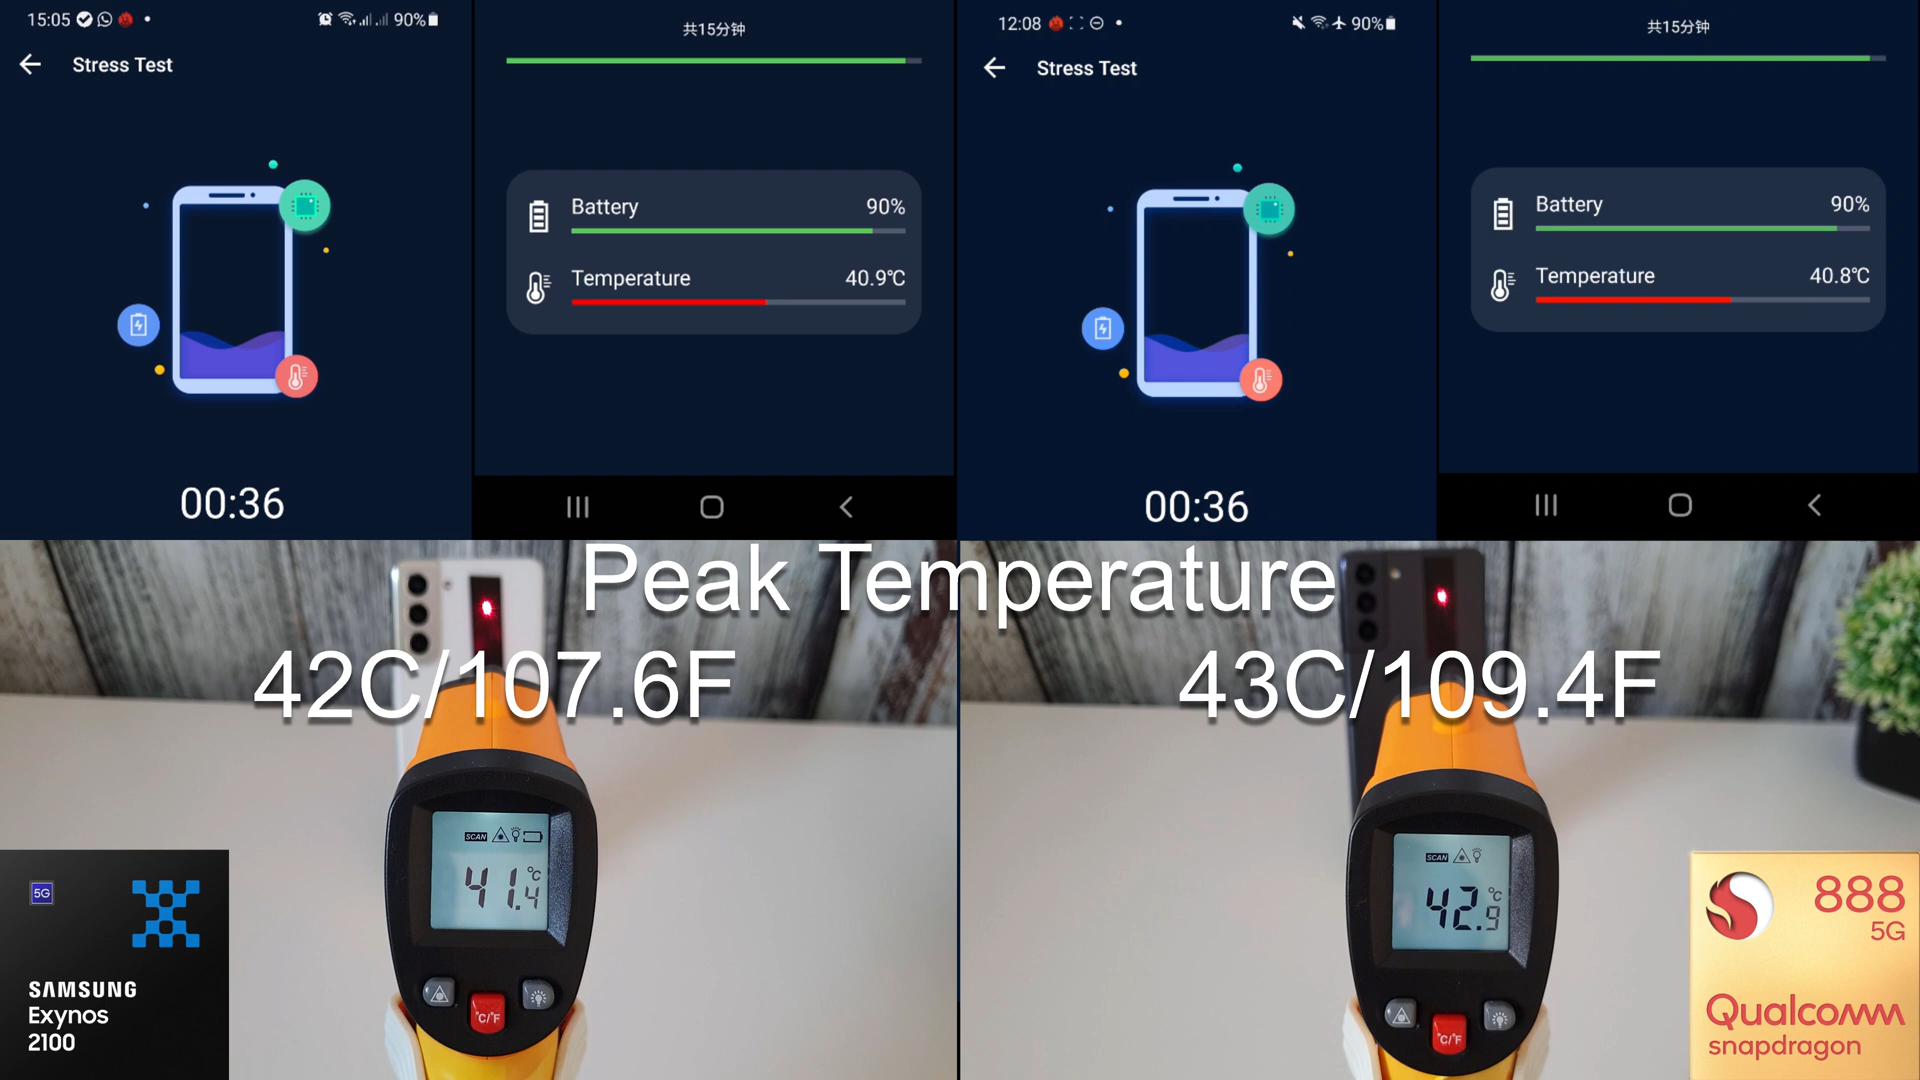 15:05 90%
Stress Test
00:36
共15分钟
Battery 90%
Temperature 40.9℃
12:08 90%
Stress Test
00:36
共15分钟
Battery 90%
Temperature 40.8℃
Peak Temperature
42C/107.6F
43C/109.4F
SCAN
41.4 °C
°C/°F
SCAN
42.9 °C
°C/°F
5G
SAMSUNG
Exynos
2100
888
5G
Qualcomm
snapdragon